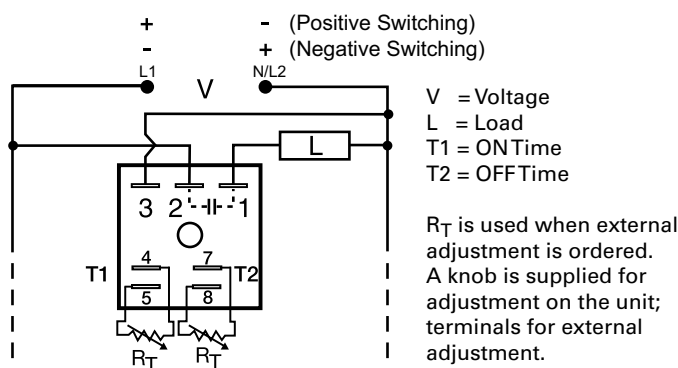 + - (Positive Switching)
- + (Negative Switching)
L1 V N/L2
V = Voltage
L = Load
T1 = ON Time
T2 = OFF Time
L
3 2 1
4 7
T1 T2
5 8
RT RT
RT is used when external
adjustment is ordered.
A knob is supplied for
adjustment on the unit;
terminals for external
adjustment.